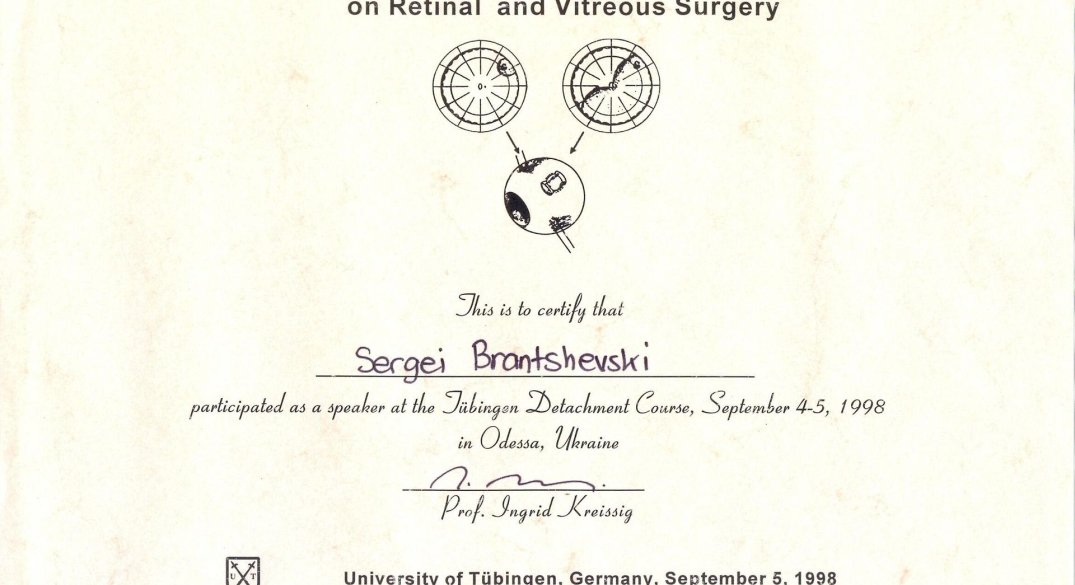 on Retinal and Vitreous Surgery
This is to certify that
Sergei Brantshevski
participated as a speaker at the Tübingen Detachment Course, September 4-5, 1998
in Odessa, Ukraine
Prof. Ingrid Kreissig
U T
University of Tübingen, Germany, September 5, 1998